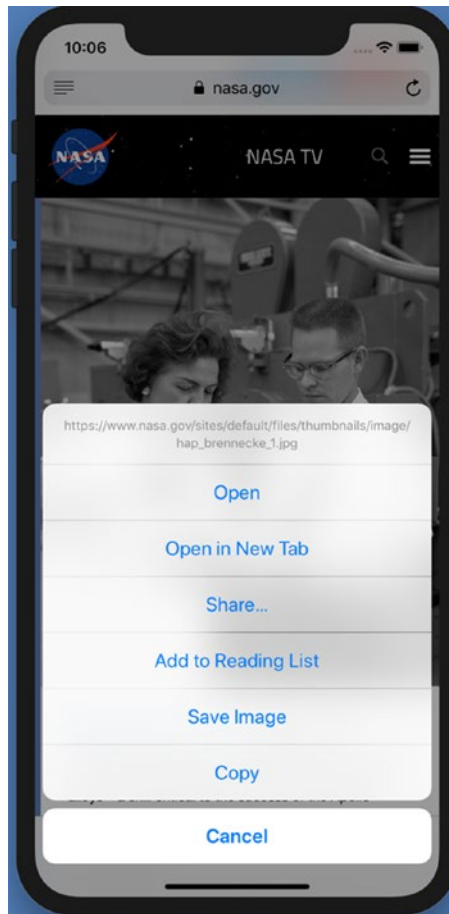 10:06
nasa.gov
NASA
NASA TV
https://www.nasa.gov/sites/default/files/thumbnails/image/
hap_brennecke_1.jpg
Open
Open in New Tab
Share...
Add to Reading List
Save Image
Copy
Cancel